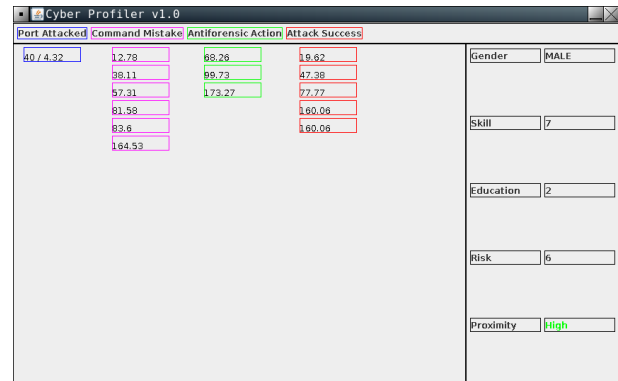 Cyber Profiler v1.0
Port Attacked Command Mistake Antiforensic Action Attack Success
40 / 4.32 12.78 68.26 19.62 Gender MALE
38.11 99.73 47.38
57.31 173.27 77.77
81.58 160.06
83.6 160.06 Skill 7
164.53
Education 2
Risk 6
Proximity High